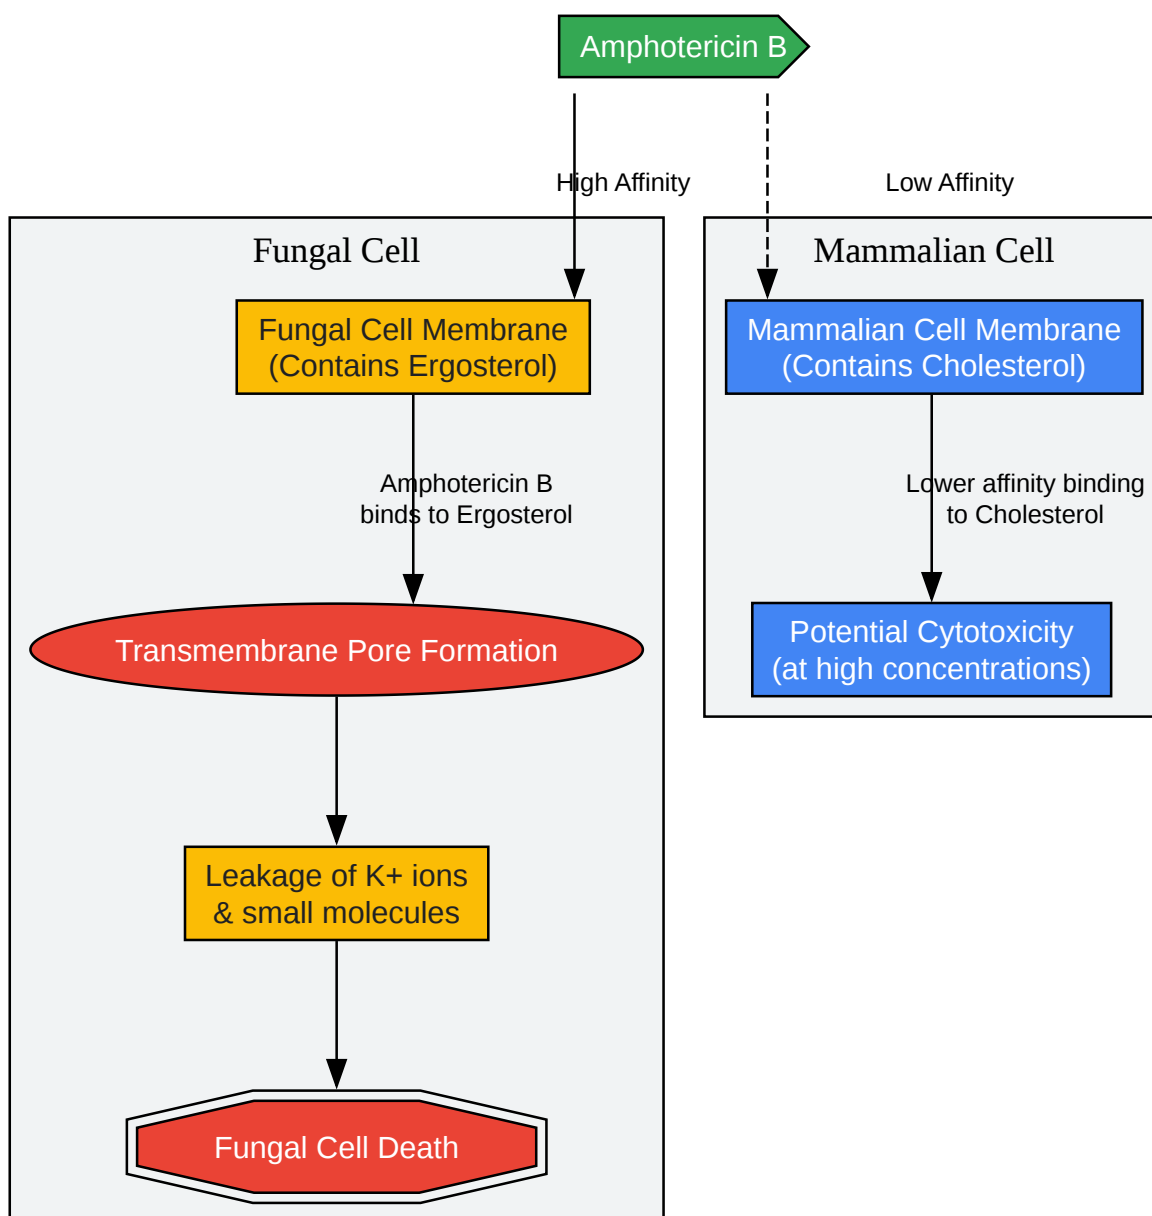 Amphotericin B
High Affinity
Low Affinity
Fungal Cell
Mammalian Cell
Fungal Cell Membrane
(Contains Ergosterol)
Mammalian Cell Membrane
(Contains Cholesterol)
Amphotericin B
binds to Ergosterol
Lower affinity binding
to Cholesterol
Transmembrane Pore Formation
Potential Cytotoxicity
(at high concentrations)
Leakage of K+ ions
& small molecules
Fungal Cell Death